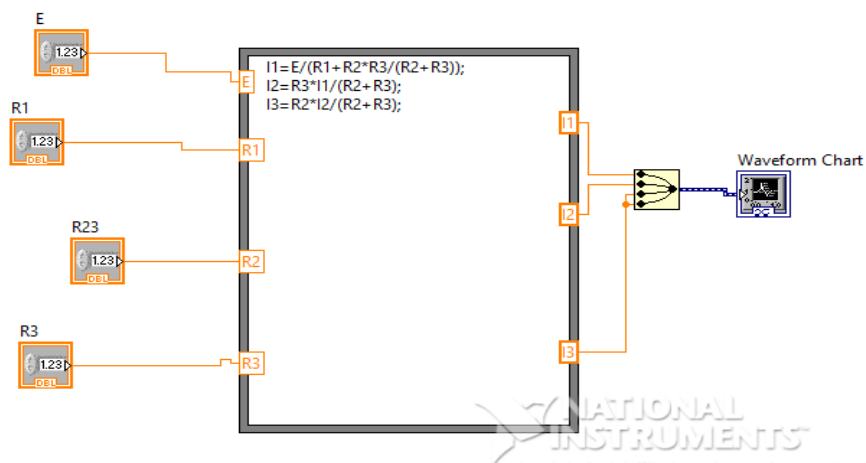 E
1.23
DBL
I1=E/(R1+R2*R3/(R2+R3));
I2=R3*I1/(R2+R3);
I3=R2*I2/(R2+R3);
E
R1
1.23
DBL
R1
I1
Waveform Chart
I2
R23
1.23
DBL
R2
R3
1.23
DBL
R3
I3
NATIONAL
INSTRUMENTS™